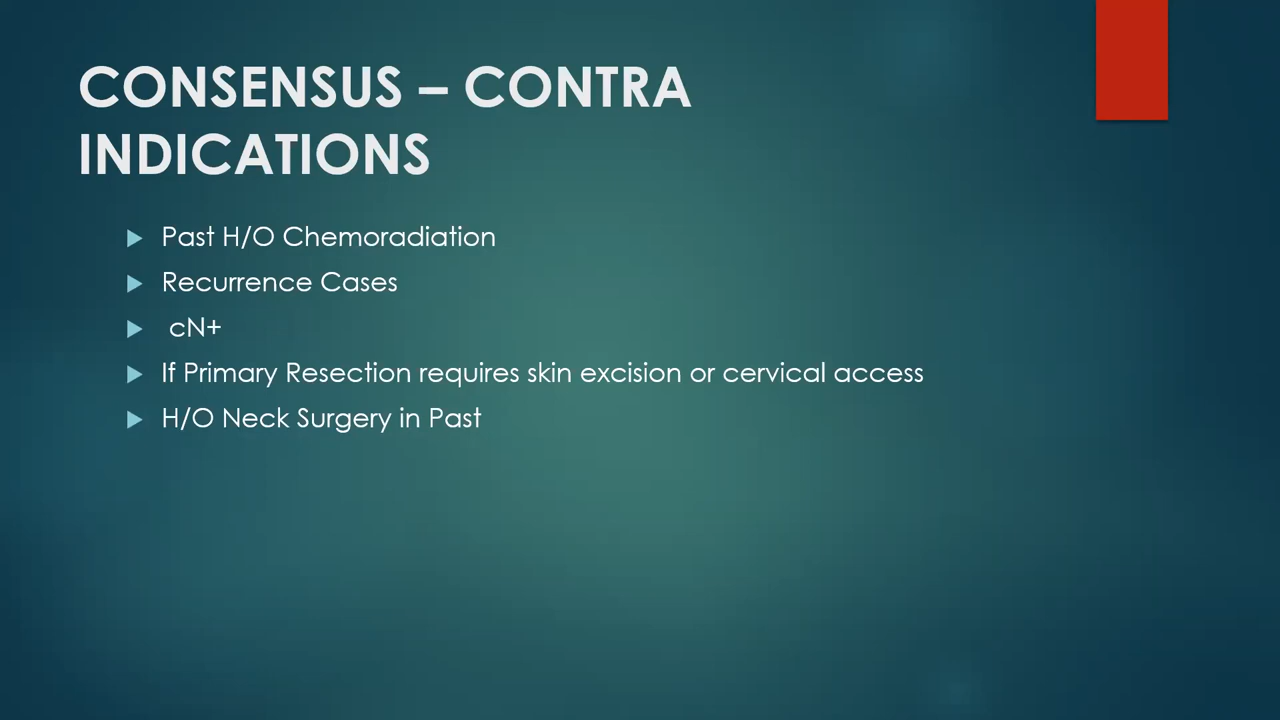 CONSENSUS – CONTRA
INDICATIONS
Past H/O Chemoradiation
Recurrence Cases
cN+
If Primary Resection requires skin excision or cervical access
H/O Neck Surgery in Past